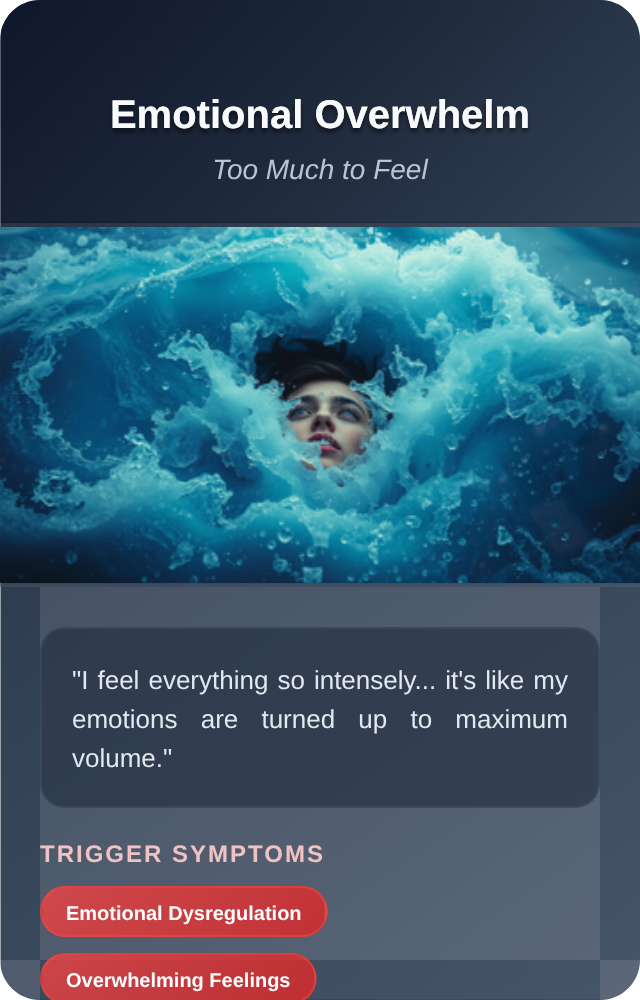 Emotional Overwhelm
Too Much to Feel
"I feel everything so intensely... it's like my
emotions are turned up to maximum
volume."
TRIGGER SYMPTOMS
Emotional Dysregulation
Overwhelming Feelings